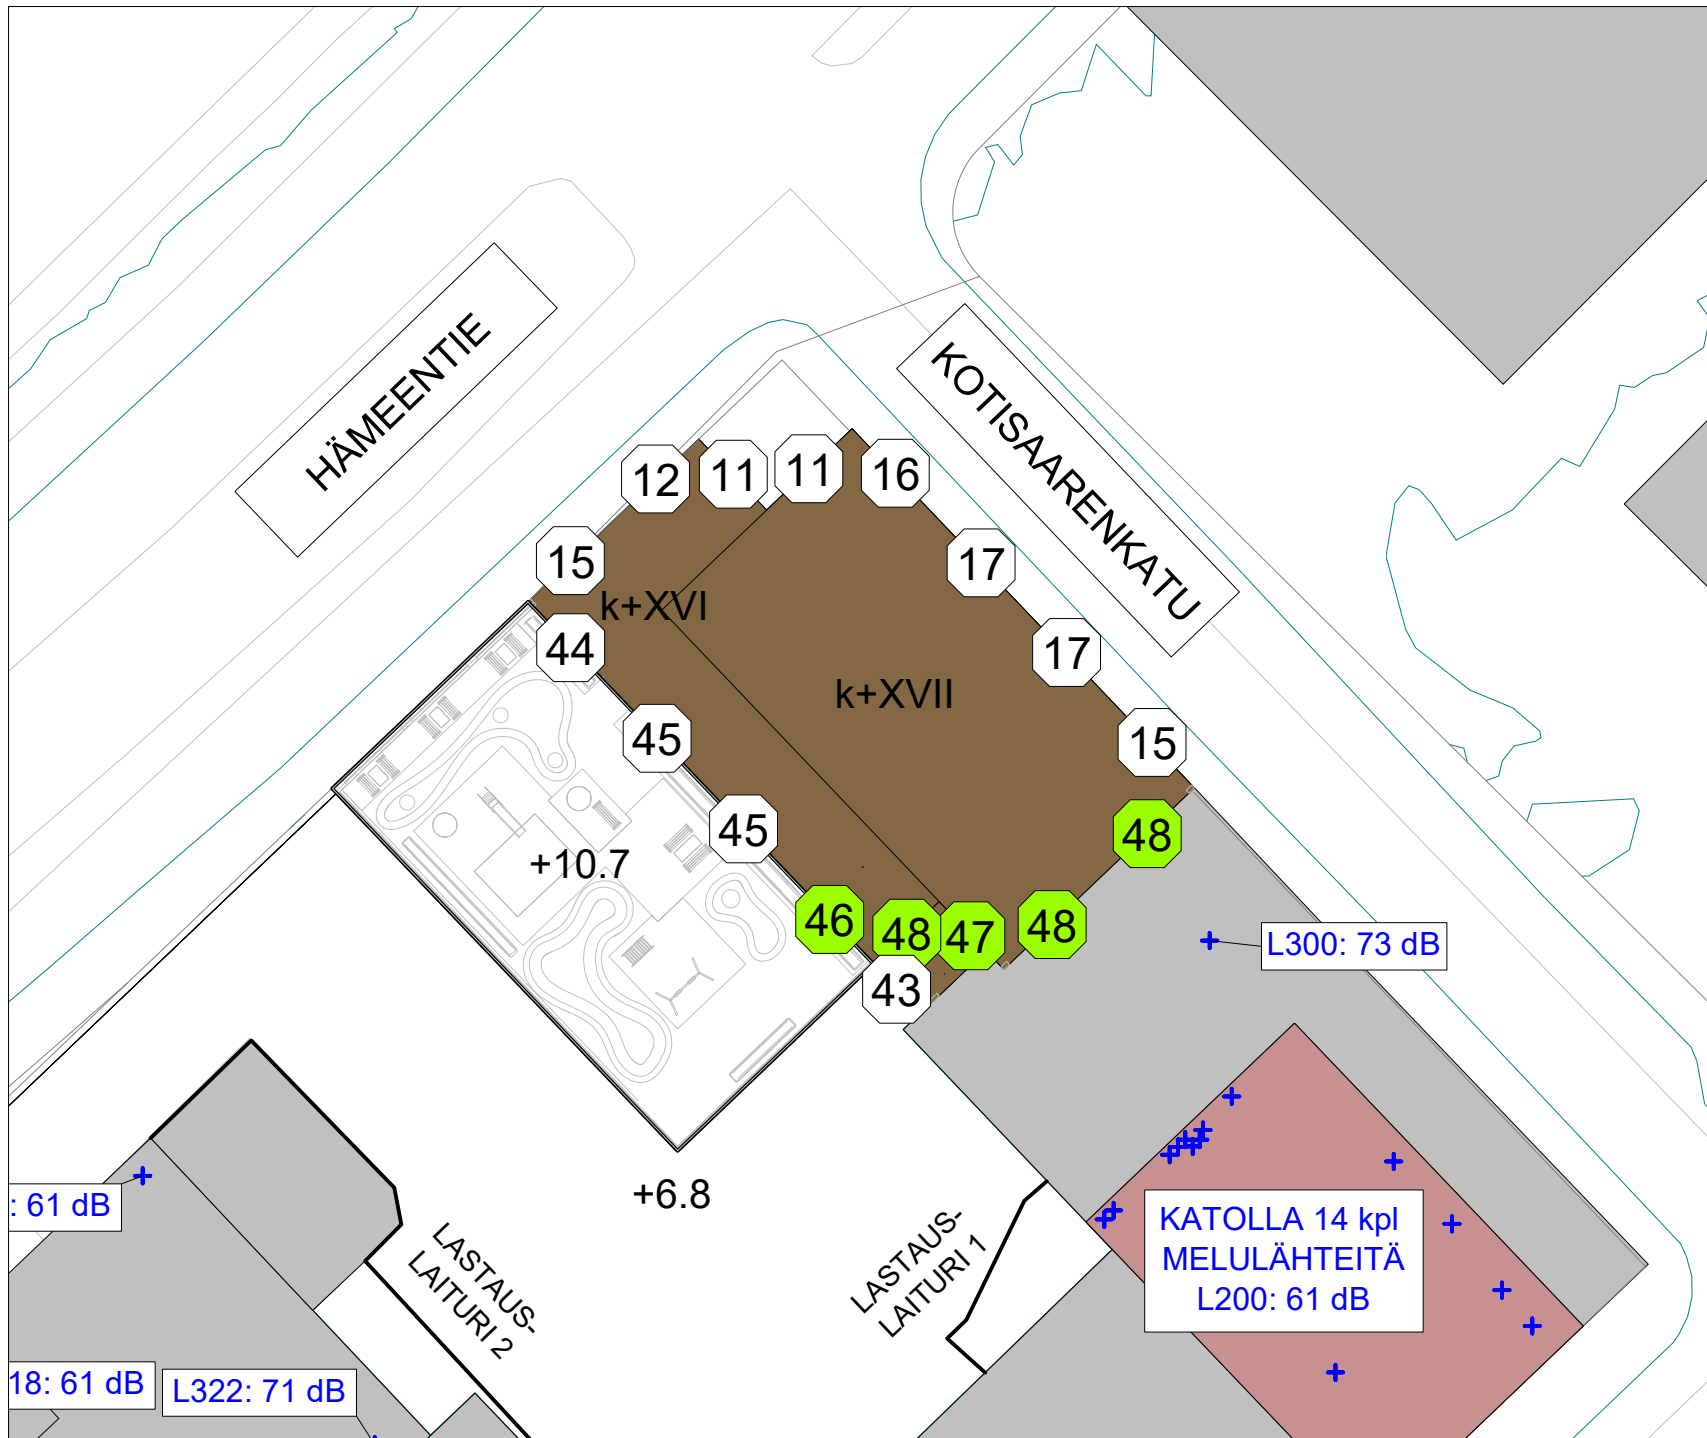 HÄMEENTIE
KOTISAARENKATU
12
11
11
16
15
17
k+XVI
44
17
k+XVII
45
15
45
48
+10.7
46
48
47
48
L300: 73 dB
43
+6.8
: 61 dB
LASTAUS-
LAITURI 2
LASTAUS-
LAITURI 1
KATOLLA 14 kpl
MELULÄHTEITÄ
L200: 61 dB
18: 61 dB
L322: 71 dB